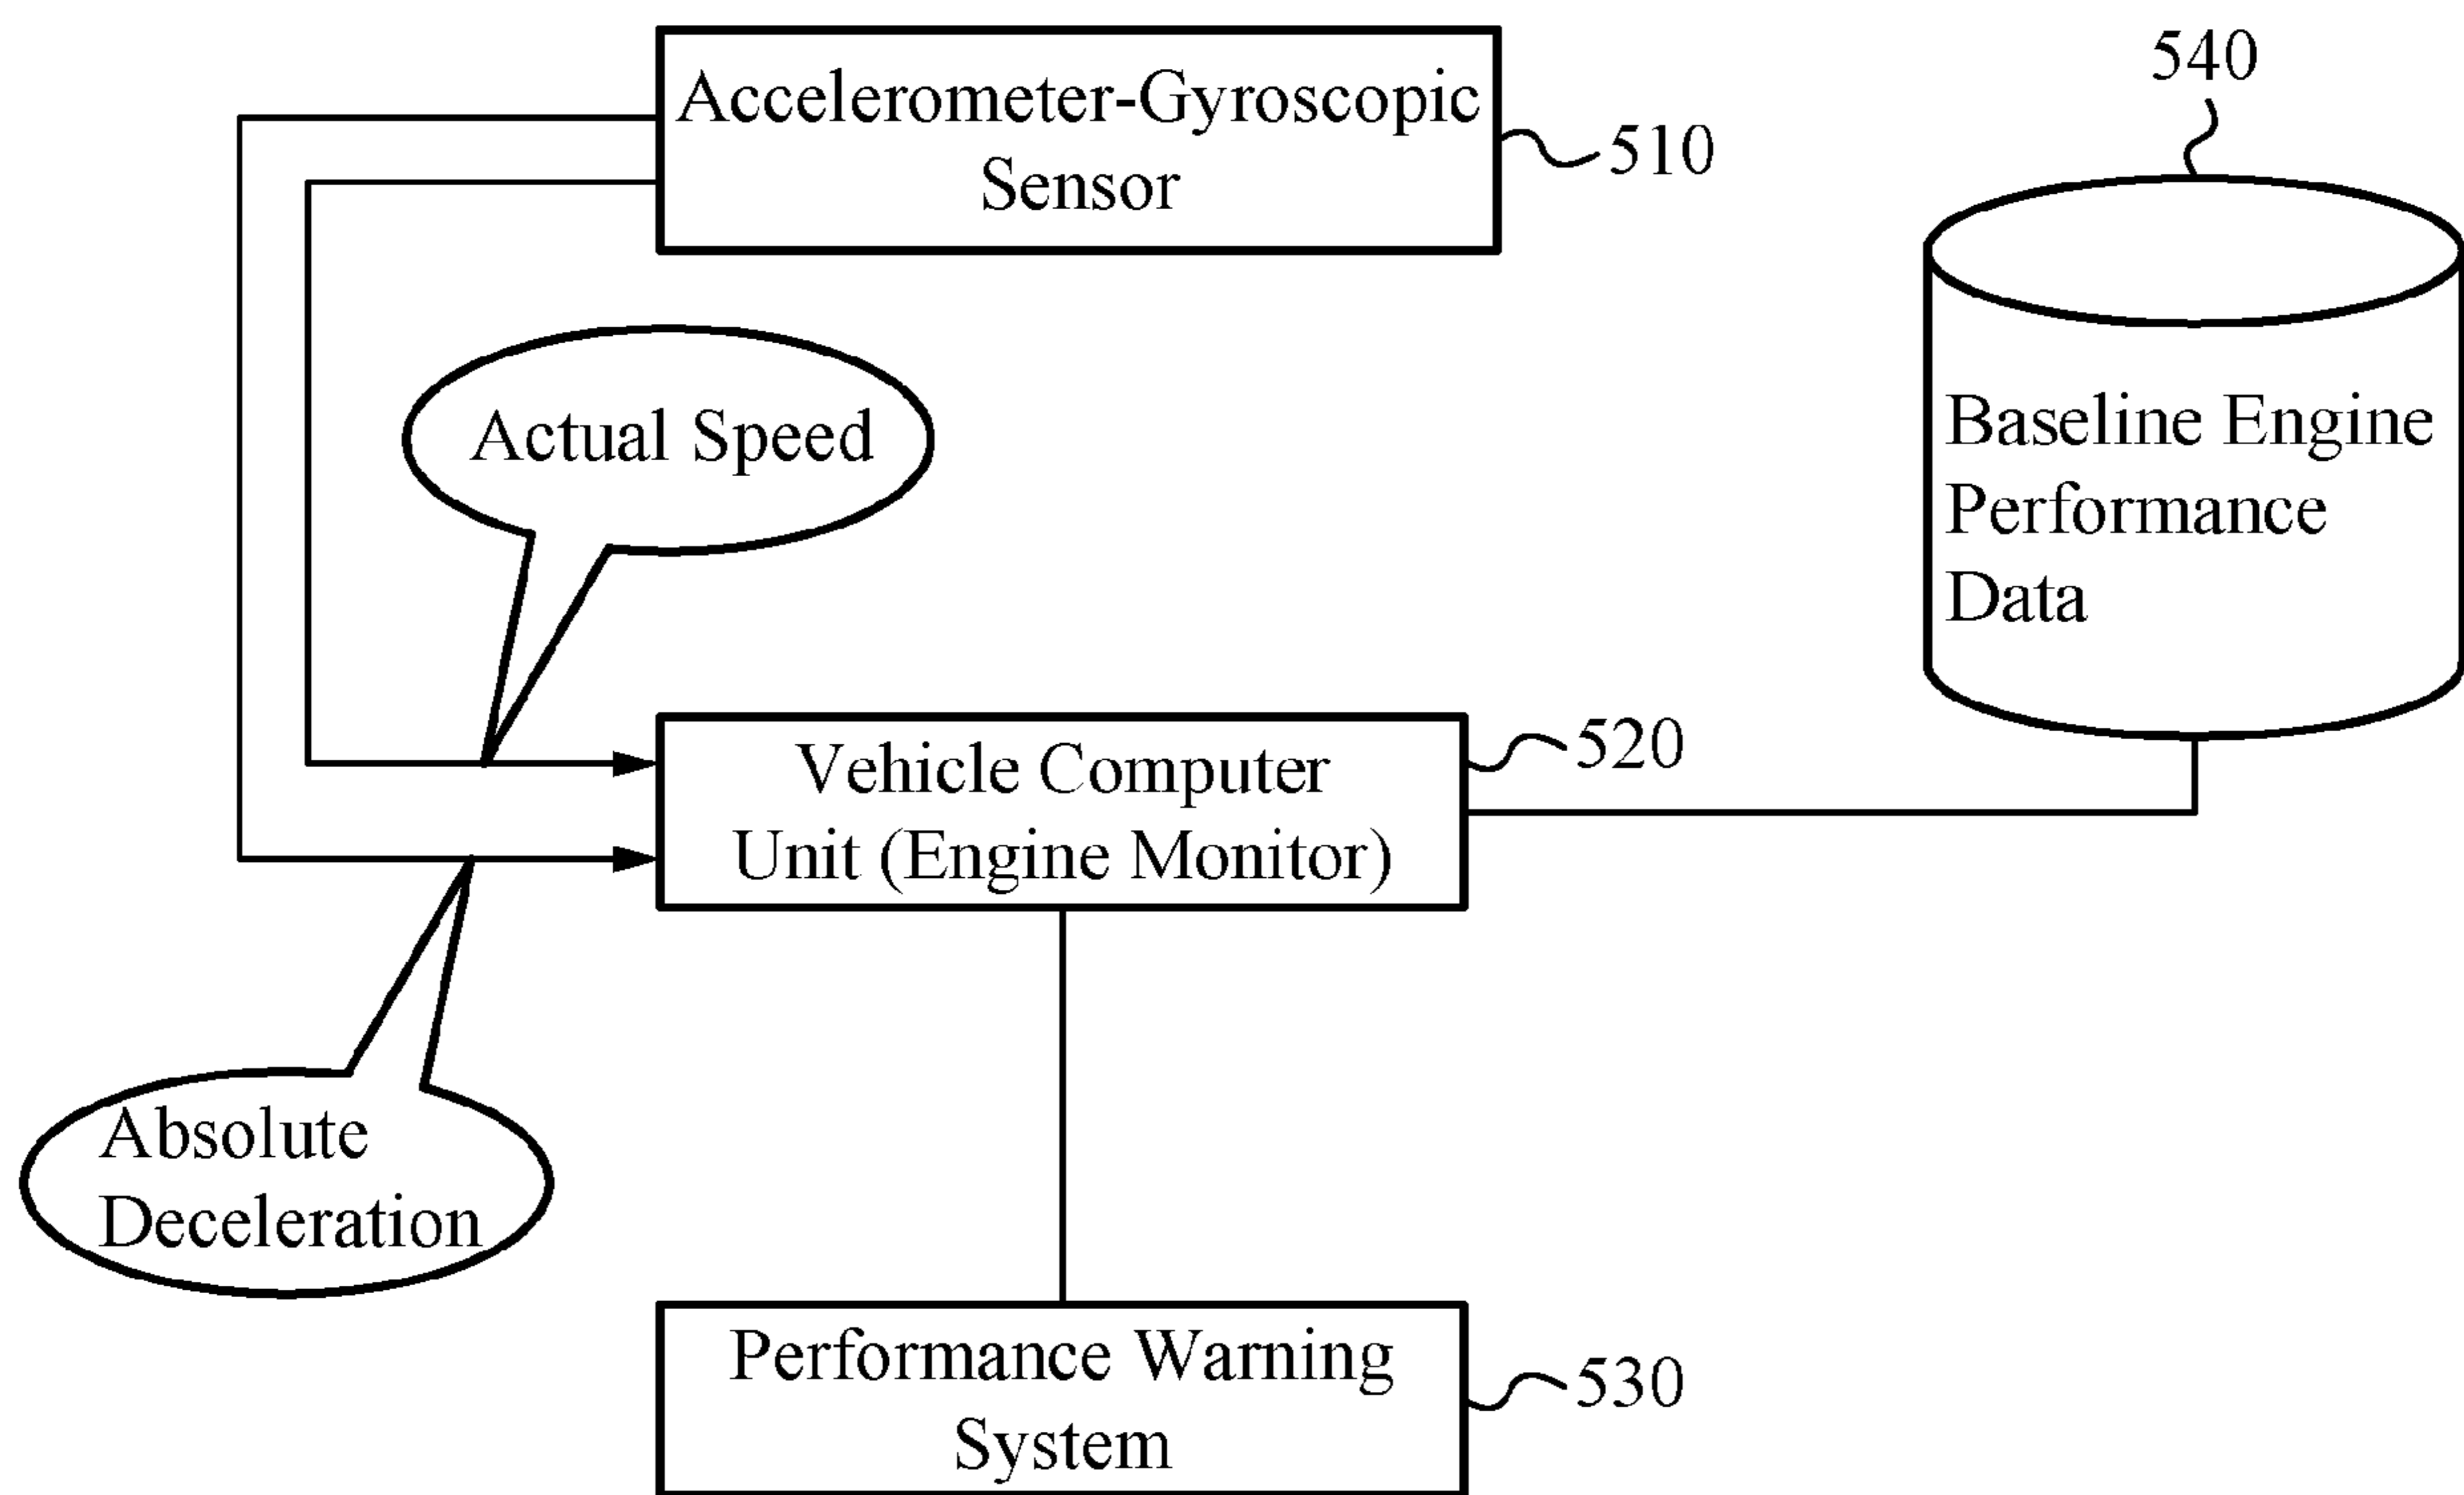 Accelerometer-Gyroscopic
Sensor
510
540
Actual Speed
Baseline Engine
Performance
Data
Vehicle Computer
Unit (Engine Monitor)
520
Absolute
Deceleration
Performance Warning
System
530